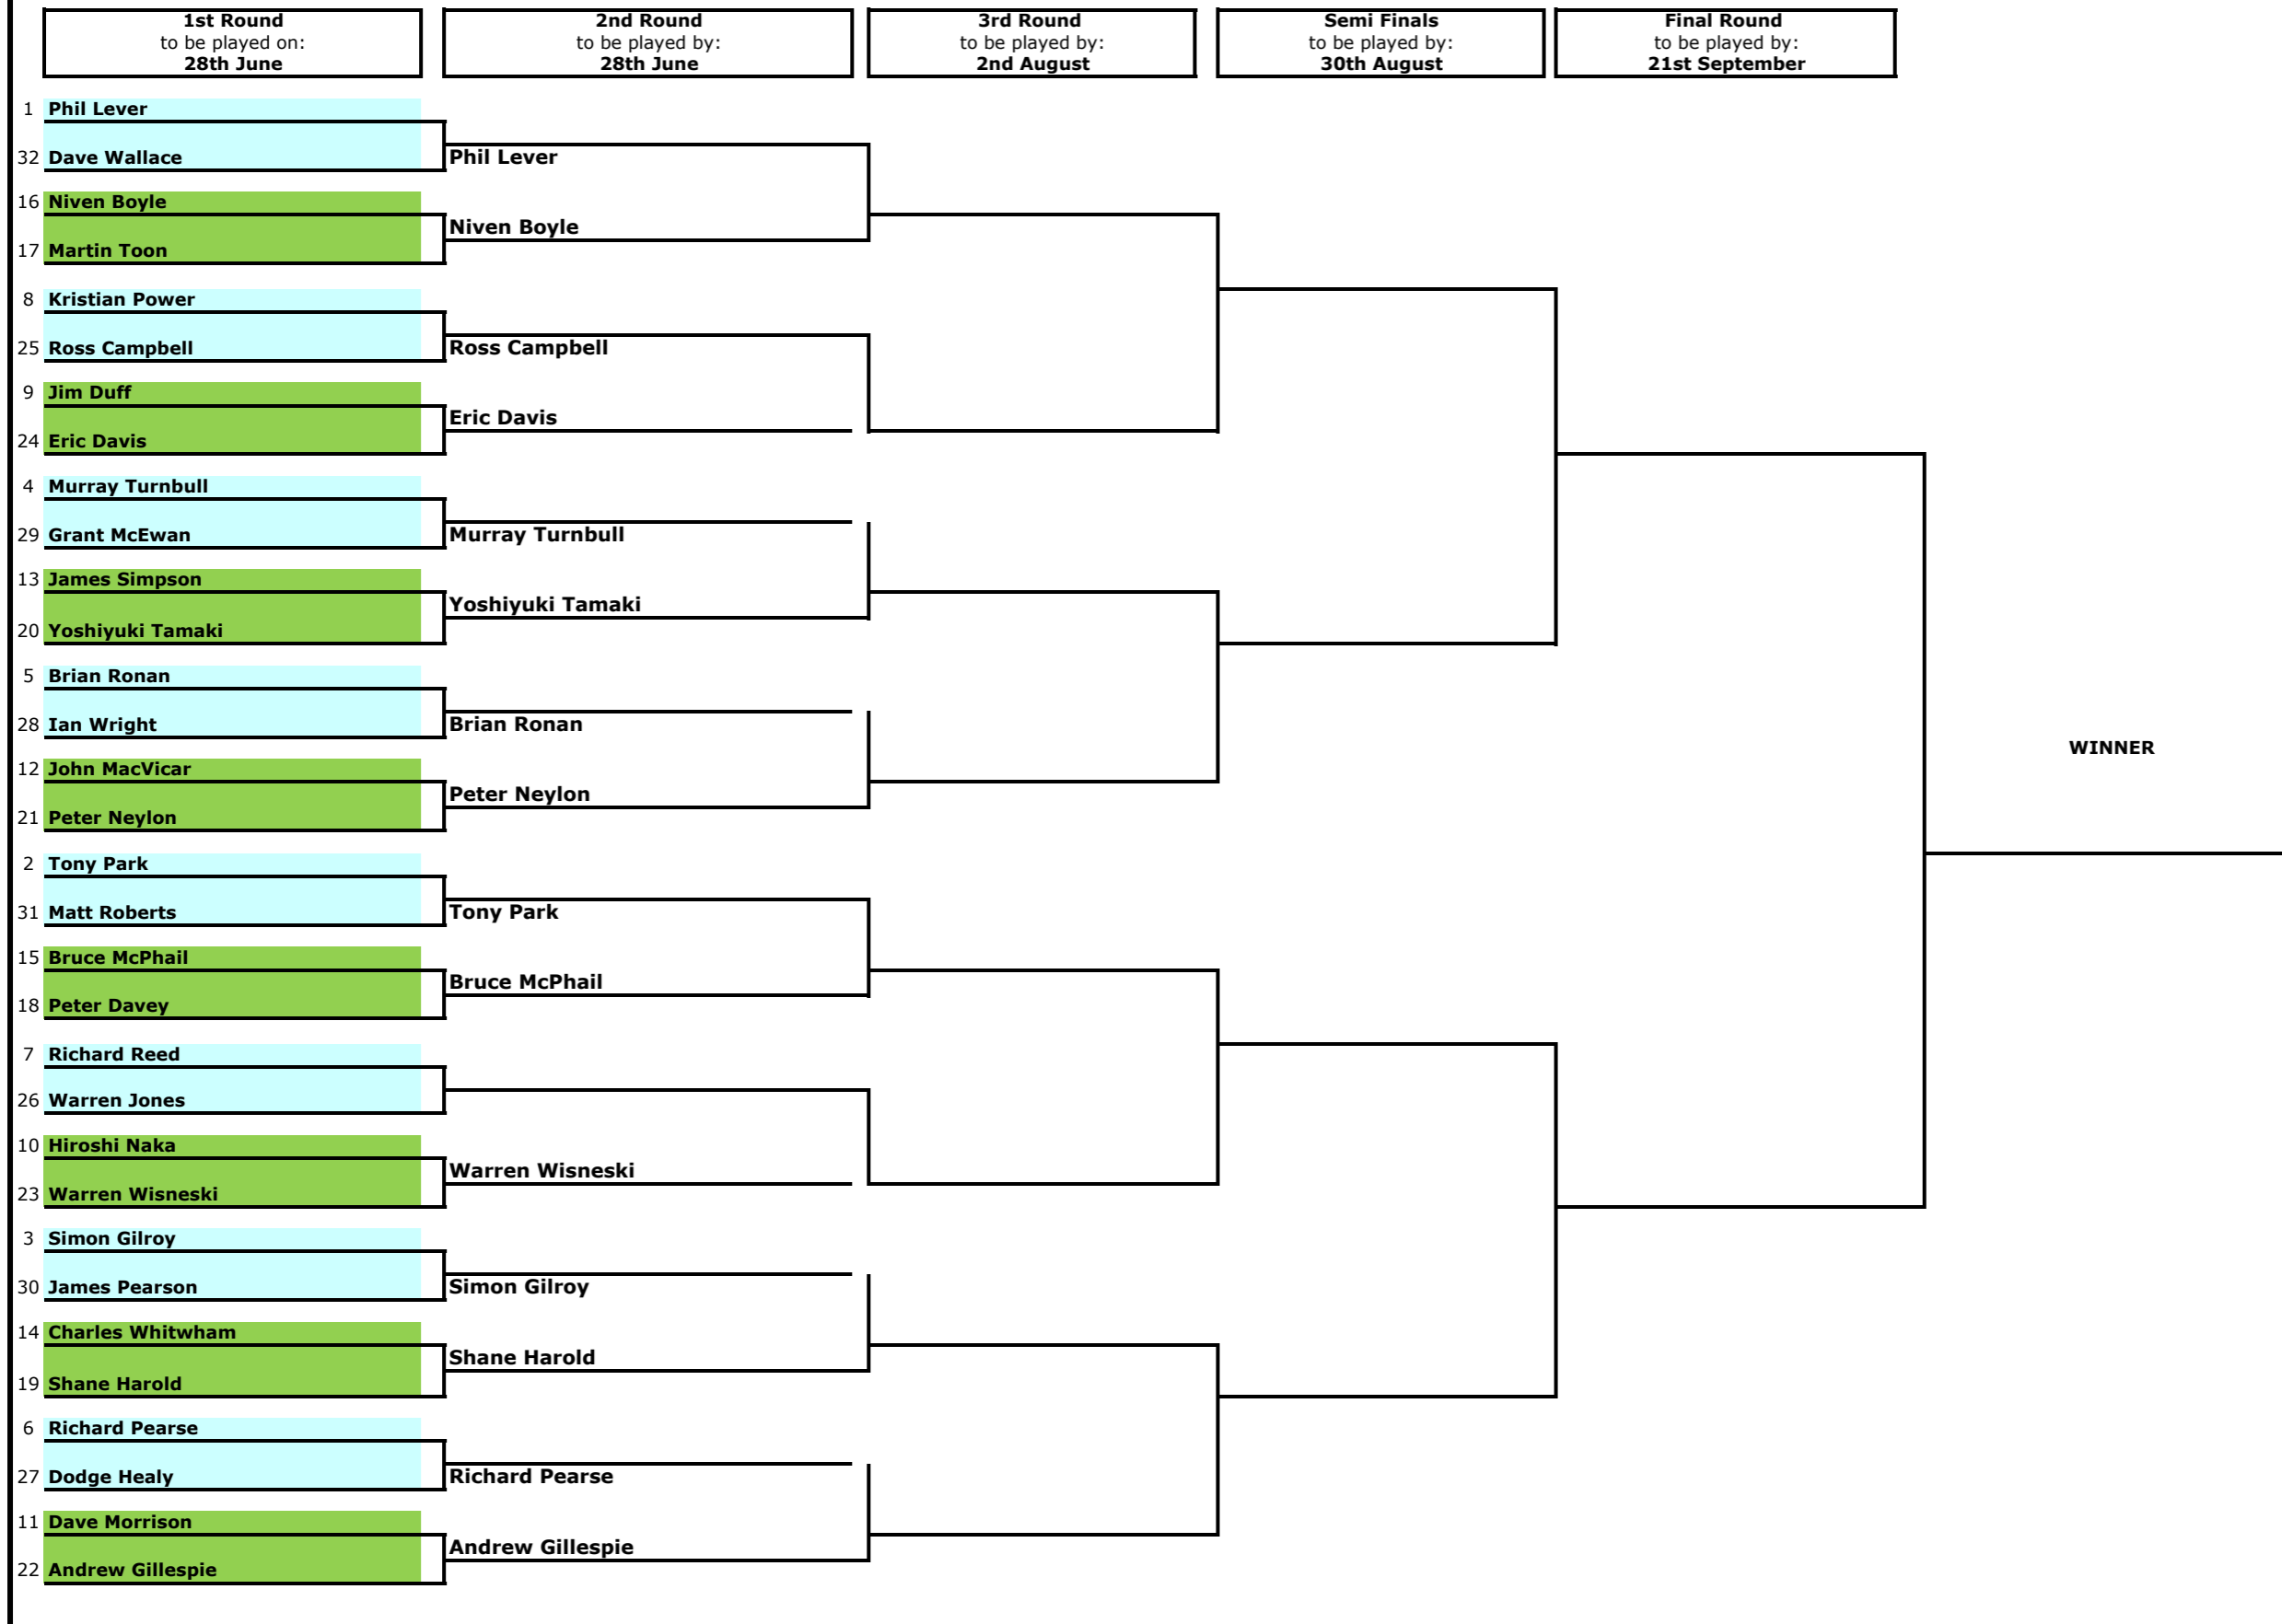 1st Round
to be played on:
28th June
2nd Round
to be played by:
28th June
3rd Round
to be played by:
2nd August
Semi Finals
to be played by:
30th August
Final Round
to be played by:
21st September
1 Phil Lever
32 Dave Wallace
Phil Lever
16 Niven Boyle
Niven Boyle
17 Martin Toon
8 Kristian Power
25 Ross Campbell
Ross Campbell
9 Jim Duff
Eric Davis
24 Eric Davis
4 Murray Turnbull
29 Grant McEwan
Murray Turnbull
13 James Simpson
Yoshiyuki Tamaki
20 Yoshiyuki Tamaki
5 Brian Ronan
28 Ian Wright
Brian Ronan
WINNER
12 John MacVicar
Peter Neylon
21 Peter Neylon
2 Tony Park
31 Matt Roberts
Tony Park
15 Bruce McPhail
Bruce McPhail
18 Peter Davey
7 Richard Reed
26 Warren Jones
10 Hiroshi Naka
Warren Wisneski
23 Warren Wisneski
3 Simon Gilroy
30 James Pearson
Simon Gilroy
14 Charles Whitwham
Shane Harold
19 Shane Harold
6 Richard Pearse
27 Dodge Healy
Richard Pearse
11 Dave Morrison
Andrew Gillespie
22 Andrew Gillespie